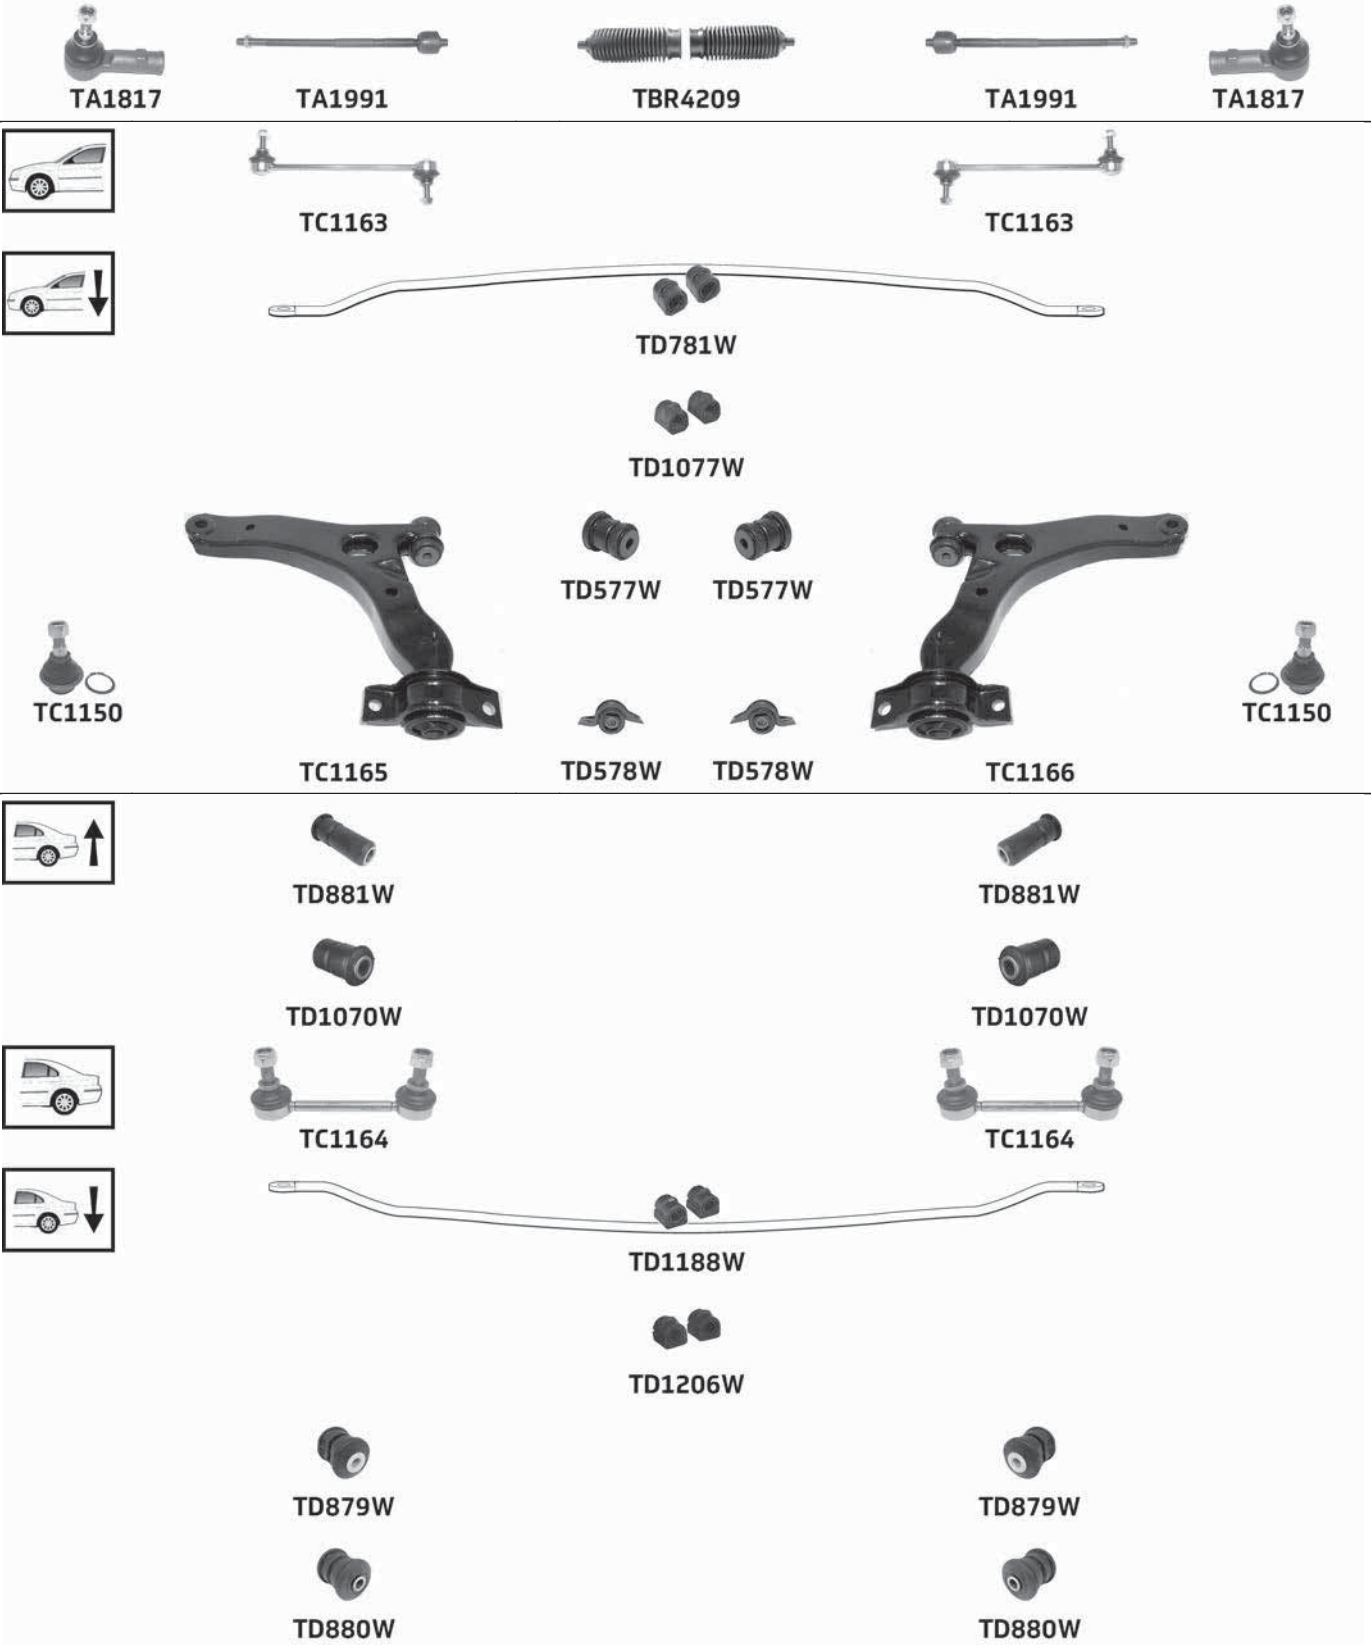 TA1817 TA1991 TBR4209 TA1991 TA1817
TC1163 TC1163
TD781W
TD1077W
TD577W TD577W
TC1150 TC1150
TC1165 TD578W TD578W TC1166
TD881W TD881W
TD1070W TD1070W
TC1164 TC1164
TD1188W
TD1206W
TD879W TD879W
TD880W TD880W